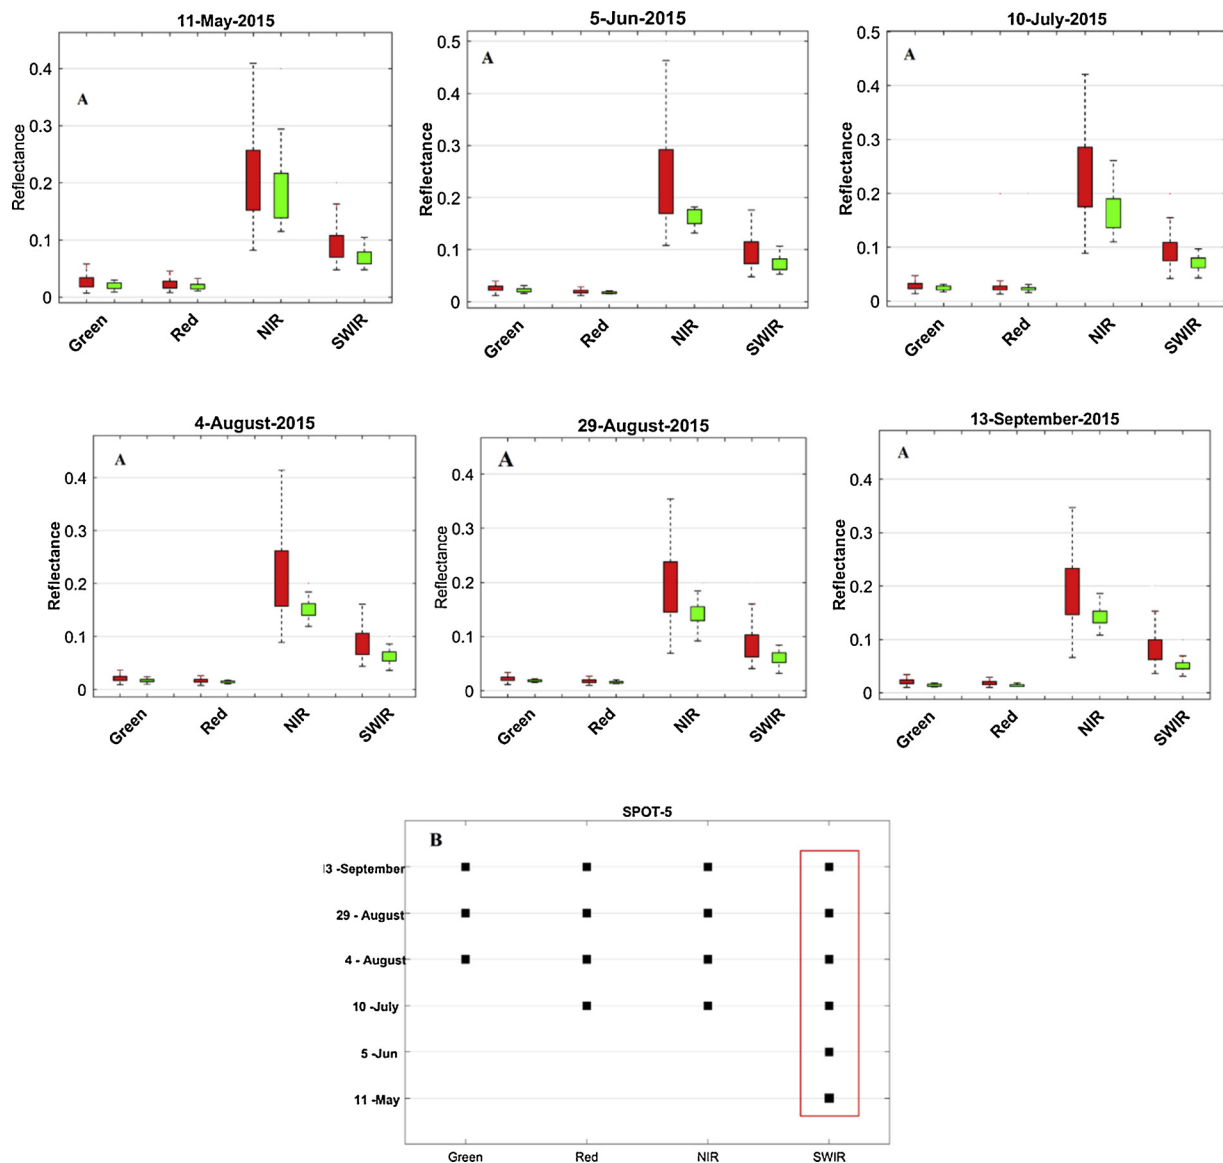 11-May-2015
5-Jun-2015
10-July-2015
A
0.4
0.3
0.2
0.1
0
Reflectance
Green
Red
NIR
SWIR
A
0.5
0.4
0.3
0.2
0.1
0
Reflectance
Green
Red
NIR
SWIR
A
0.5
0.4
0.3
0.2
0.1
0
Reflectance
Green
Red
NIR
SWIR
4-August-2015
29-August-2015
13-September-2015
A
0.4
0.3
0.2
0.1
0
Reflectance
Green
Red
NIR
SWIR
A
0.4
0.3
0.2
0.1
0
Reflectance
Green
Red
NIR
SWIR
A
0.4
0.3
0.2
0.1
0
Reflectance
Green
Red
NIR
SWIR
SPOT-5
B
13 -September
29 - August
4 - August
10 -July
5 -Jun
11 -May
Green
Red
NIR
SWIR